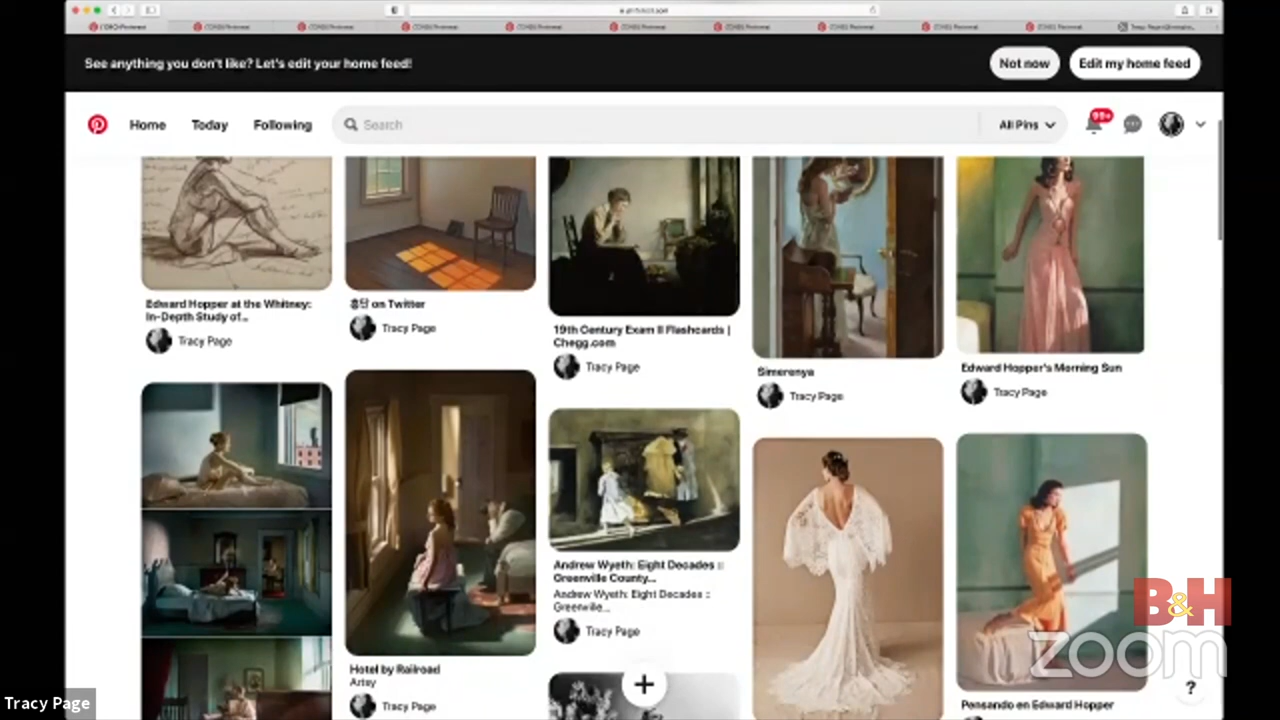 See anything you don't like? Let's edit your home feed!
Not now
Edit my home feed
Home
Today
Following
Search
All Pins
99+
Edward Hopper at the Whitney:
In-Depth Study of...
Tracy Page
on Twitter
Tracy Page
19th Century Exam II Flashcards |
Chegg.com
Tracy Page
Simerenya
Tracy Page
Edward Hopper's Morning Sun
Tracy Page
Hotel by Railroad
Artsy
Tracy Page
Andrew Wyeth: Eight Decades ::
Greenville County...
Andrew Wyeth: Eight Decades ::
Greenville...
Tracy Page
Pensando en Edward Hopper
+
?
B&H
zoom
Tracy Page